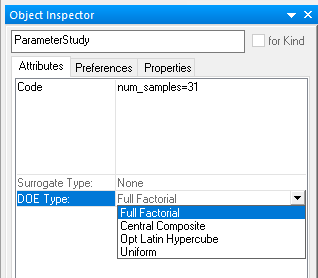 Object Inspector
ParameterStudy for Kind
Attributes Preferences Properties
Code num_samples=31
Surrogate Type: None
DOE Type: Full Factorial
Full Factorial
Central Composite
Opt Latin Hypercube
Uniform